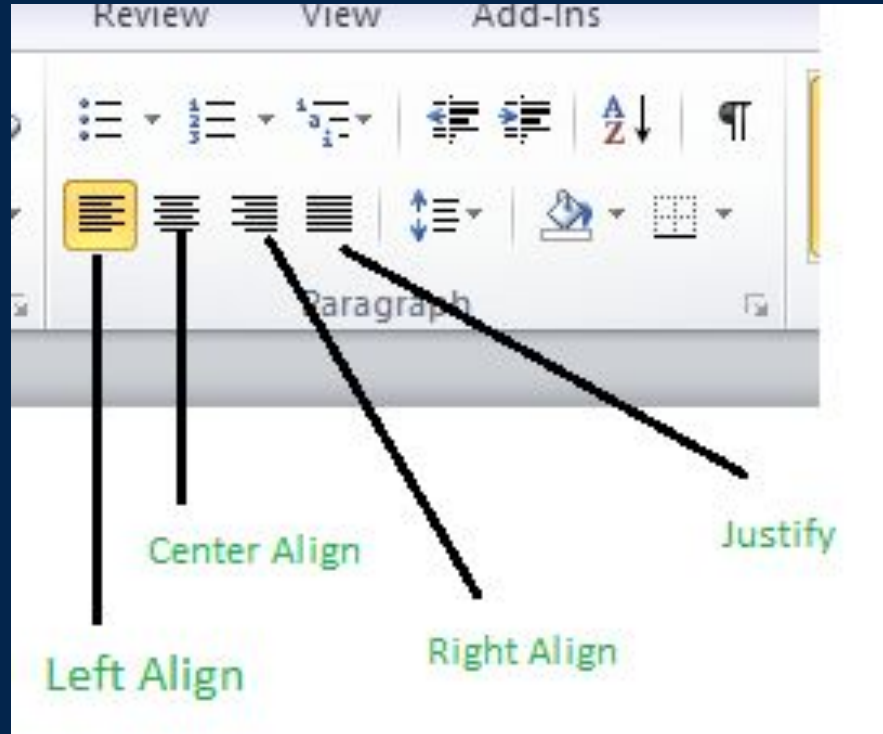 Review View Add-Ins
Paragraph
Center Align
Justify
Right Align
Left Align